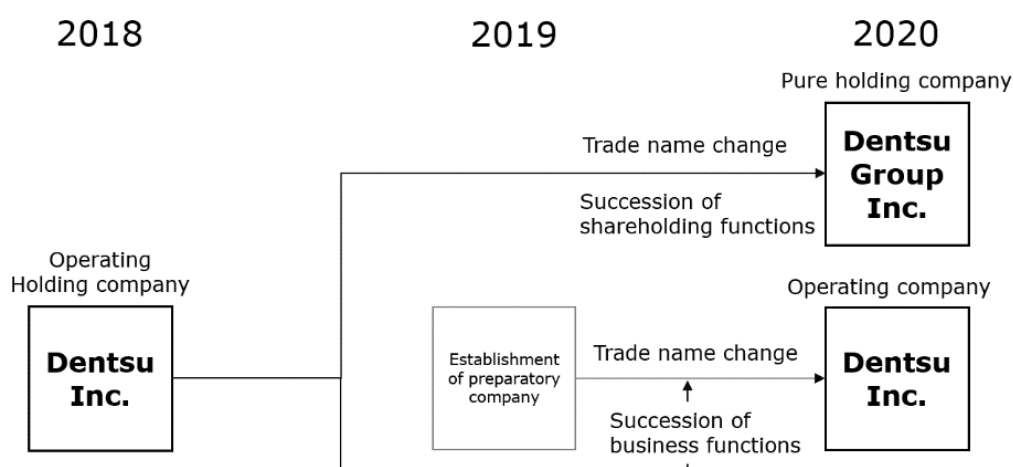 2018
2019
2020
Pure holding company
Dentsu
Group
Inc.
Trade name change
Succession of
shareholding functions
Operating
Holding company
Dentsu
Inc.
Establishment
of preparatory
company
Trade name change
Succession of
business functions
Operating company
Dentsu
Inc.